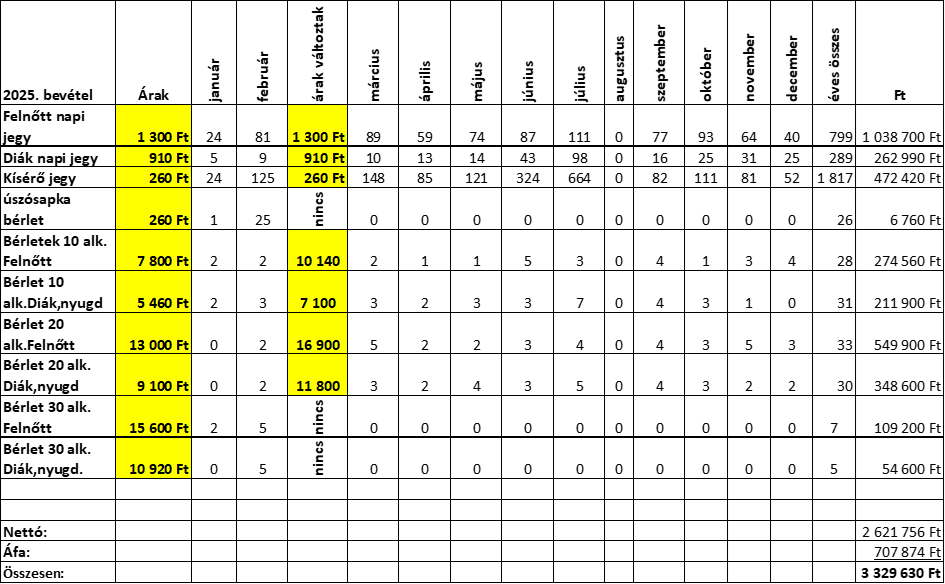 2025. bevétel Árak január február árak változtak március április május június július augusztus szeptember október november december éves összes Ft
Felnőtt napi
jegy 1 300 Ft 24 81 1 300 Ft 89 59 74 87 111 0 77 93 64 40 799 1 038 700 Ft
Diák napi jegy 910 Ft 5 9 910 Ft 10 13 14 43 98 0 16 25 31 25 289 262 990 Ft
Kísérő jegy 260 Ft 24 125 260 Ft 148 85 121 324 664 0 82 111 81 52 1 817 472 420 Ft
úszósapka
bérlet 260 Ft 1 25 nincs 0 0 0 0 0 0 0 0 0 0 26 6 760 Ft
Bérletek 10 alk.
Felnőtt 7 800 Ft 2 2 10 140 2 1 1 5 3 0 4 1 3 4 28 274 560 Ft
Bérlet 10
alk.Diák,nyugd 5 460 Ft 2 3 7 100 3 2 3 3 7 0 4 3 1 0 31 211 900 Ft
Bérlet 20
alk.Felnőtt 13 000 Ft 0 2 16 900 5 2 2 3 4 0 4 3 5 3 33 549 900 Ft
Bérlet 20 alk.
Diák,nyugd 9 100 Ft 0 2 11 800 3 2 4 3 5 0 4 3 2 2 30 348 600 Ft
Bérlet 30 alk.
Felnőtt 15 600 Ft 2 5 nincs 0 0 0 0 0 0 0 0 0 0 7 109 200 Ft
Bérlet 30 alk.
Diák,nyugd. 10 920 Ft 0 5 nincs 0 0 0 0 0 0 0 0 0 0 5 54 600 Ft
Nettó: 2 621 756 Ft
Áfa: 707 874 Ft
Összesen: 3 329 630 Ft